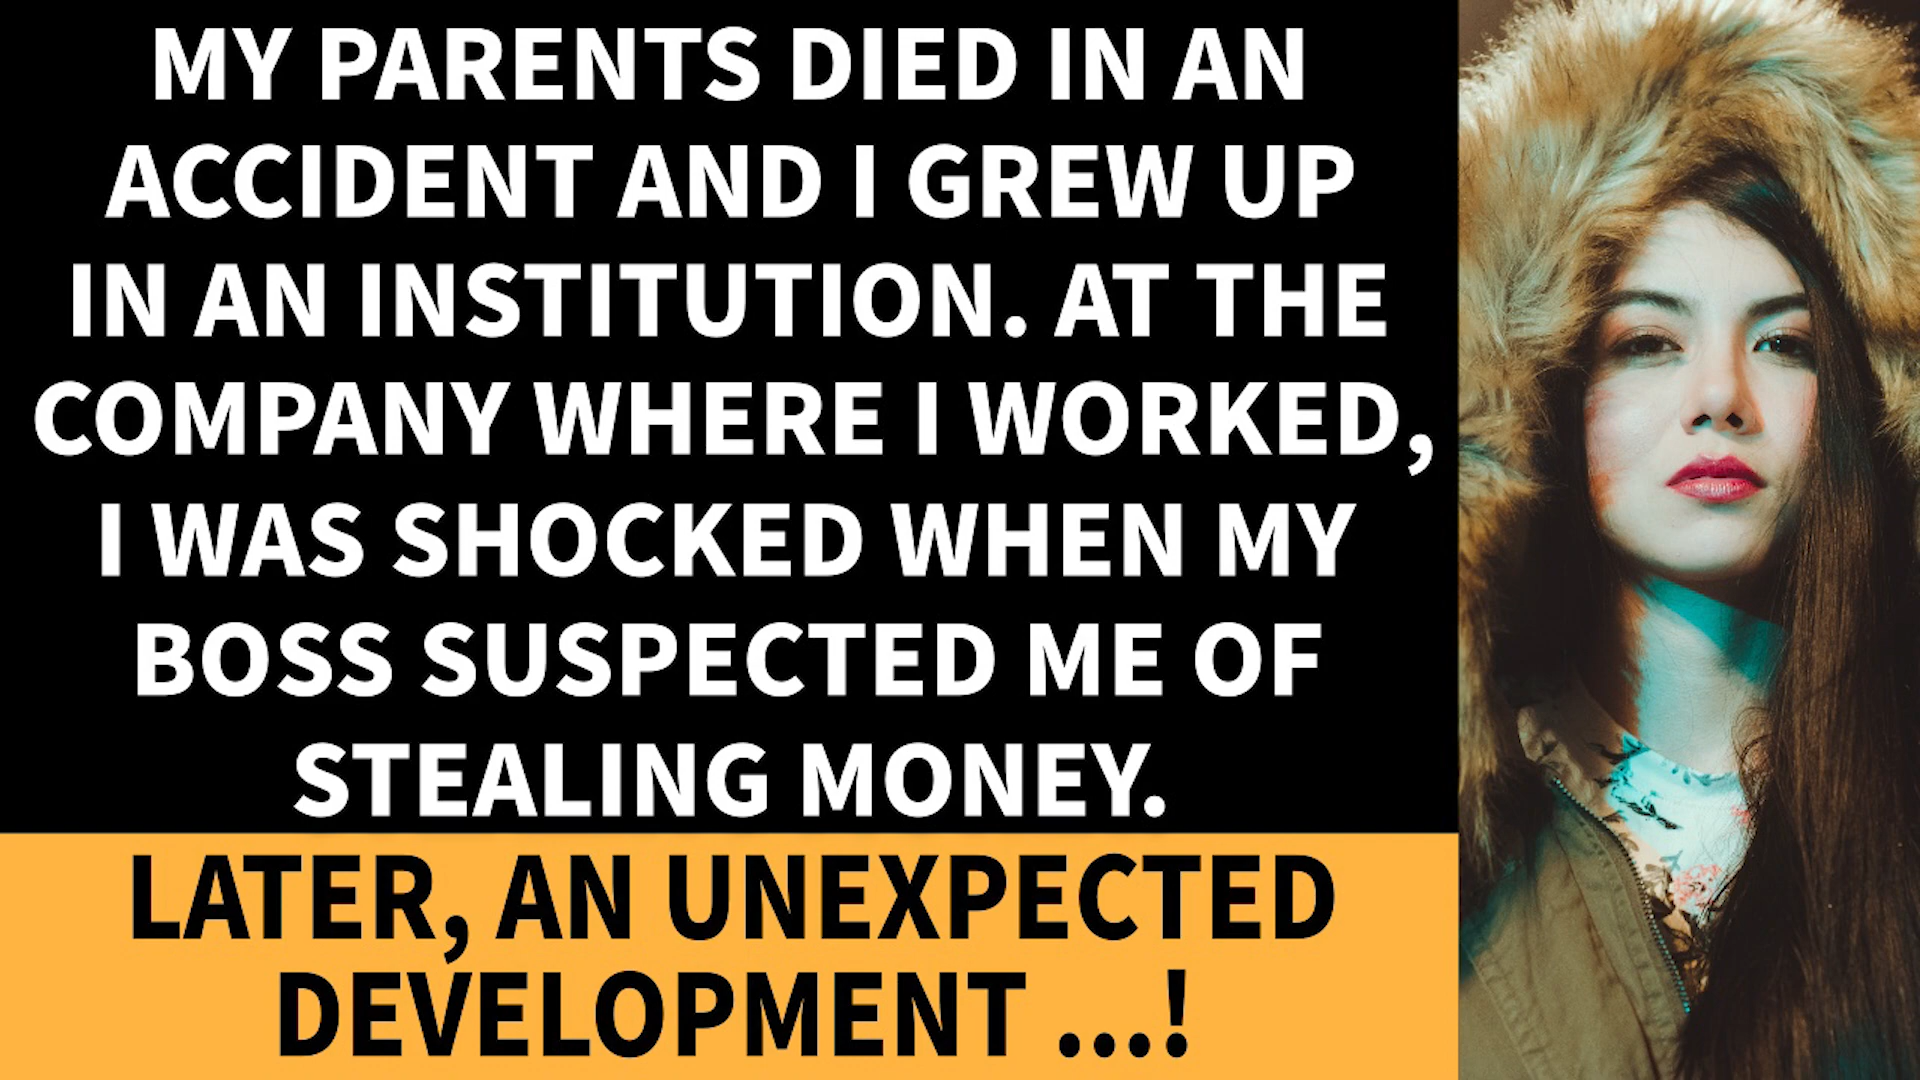 MY PARENTS DIED IN AN
ACCIDENT AND I GREW UP
IN AN INSTITUTION. AT THE
COMPANY WHERE I WORKED,
I WAS SHOCKED WHEN MY
BOSS SUSPECTED ME OF
STEALING MONEY.
LATER, AN UNEXPECTED
DEVELOPMENT ...!